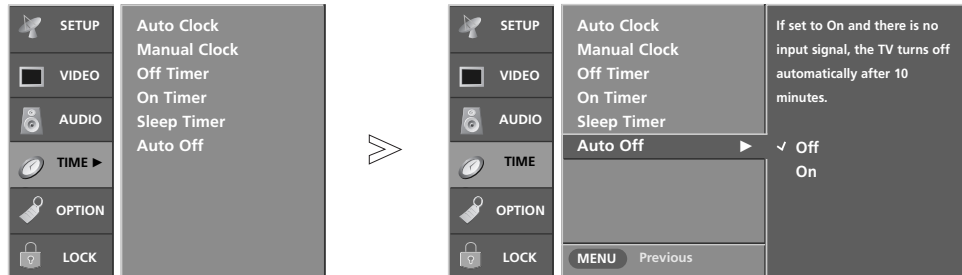 SETUP
VIDEO
AUDIO
TIME ►
OPTION
LOCK
Auto Clock
Manual Clock
Off Timer
On Timer
Sleep Timer
Auto Off
SETUP
VIDEO
AUDIO
TIME
OPTION
LOCK
Auto Clock
Manual Clock
Off Timer
On Timer
Sleep Timer
Auto Off ►
MENU Previous
If set to On and there is no
input signal, the TV turns off
automatically after 10
minutes.
✓ Off
On